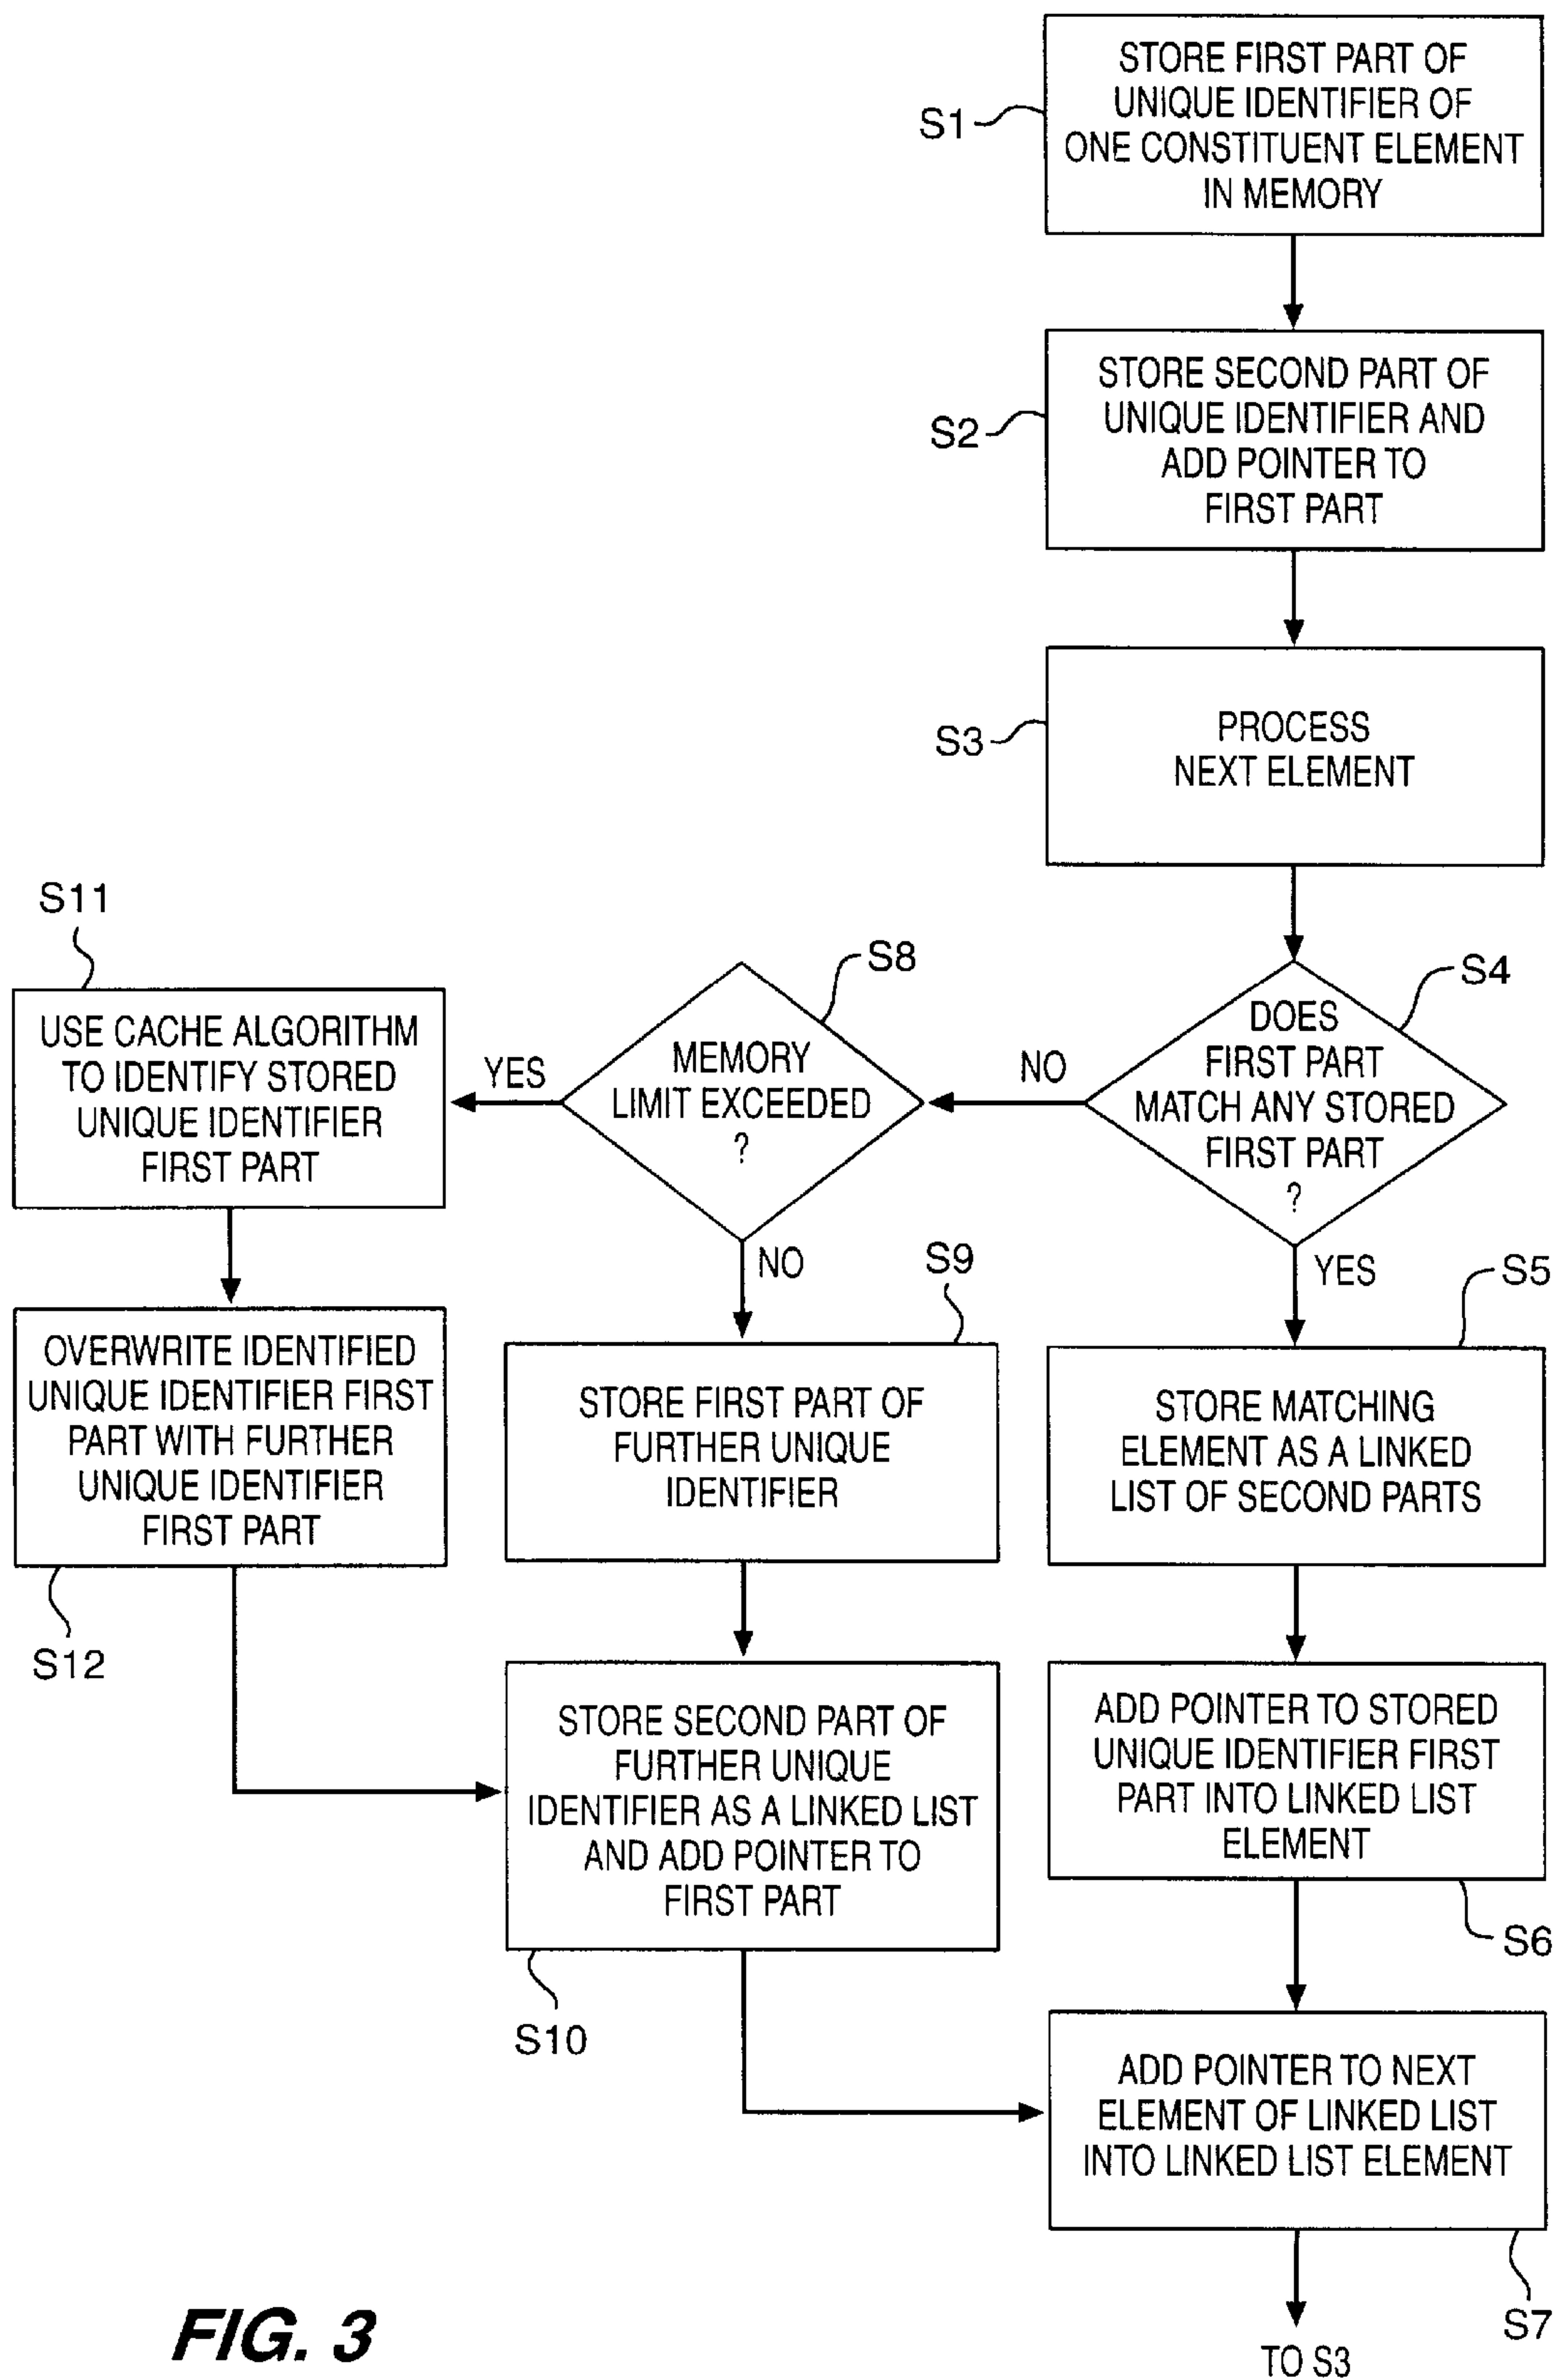 STORE FIRST PART OF
UNIQUE IDENTIFIER OF
ONE CONSTITUENT ELEMENT
IN MEMORY
S1
STORE SECOND PART OF
UNIQUE IDENTIFIER AND
ADD POINTER TO
FIRST PART
S2
PROCESS
NEXT ELEMENT
S3
DOES
FIRST PART
MATCH ANY STORED
FIRST PART
?
S4
NO
YES
MEMORY
LIMIT EXCEEDED
?
S8
YES
NO
S11
USE CACHE ALGORITHM
TO IDENTIFY STORED
UNIQUE IDENTIFIER
FIRST PART
OVERWRITE IDENTIFIED
UNIQUE IDENTIFIER FIRST
PART WITH FURTHER
UNIQUE IDENTIFIER
FIRST PART
S12
S9
STORE FIRST PART OF
FURTHER UNIQUE
IDENTIFIER
STORE SECOND PART OF
FURTHER UNIQUE
IDENTIFIER AS A LINKED LIST
AND ADD POINTER TO
FIRST PART
S10
S5
STORE MATCHING
ELEMENT AS A LINKED
LIST OF SECOND PARTS
ADD POINTER TO STORED
UNIQUE IDENTIFIER FIRST
PART INTO LINKED LIST
ELEMENT
S6
ADD POINTER TO NEXT
ELEMENT OF LINKED LIST
INTO LINKED LIST ELEMENT
S7
TO S3
FIG. 3